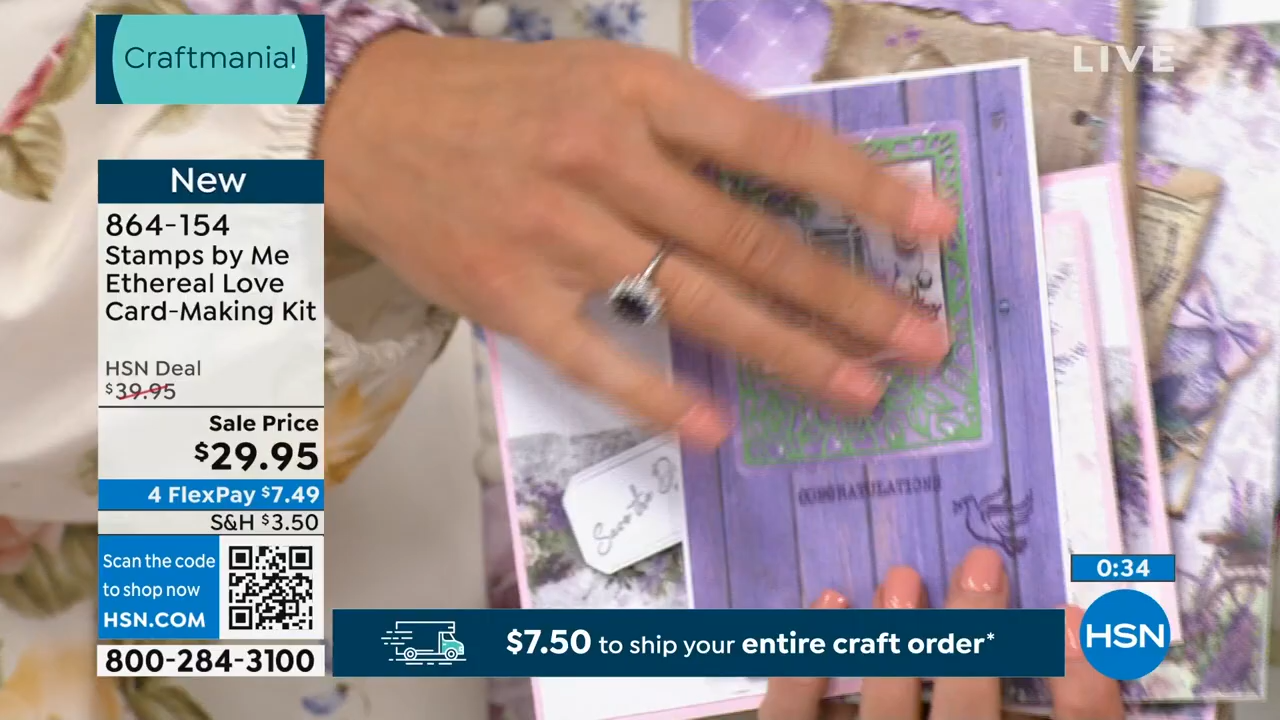 Craftmania!
LIVE
New
864-154
Stamps by Me
Ethereal Love
Card-Making Kit
HSN Deal
$39.95
Sale Price
$29.95
4 FlexPay $7.49
S&H $3.50
Scan the code
to shop now
HSN.COM
800-284-3100
CONGRATULATIONS
0:34
$7.50 to ship your entire craft order*
HSN